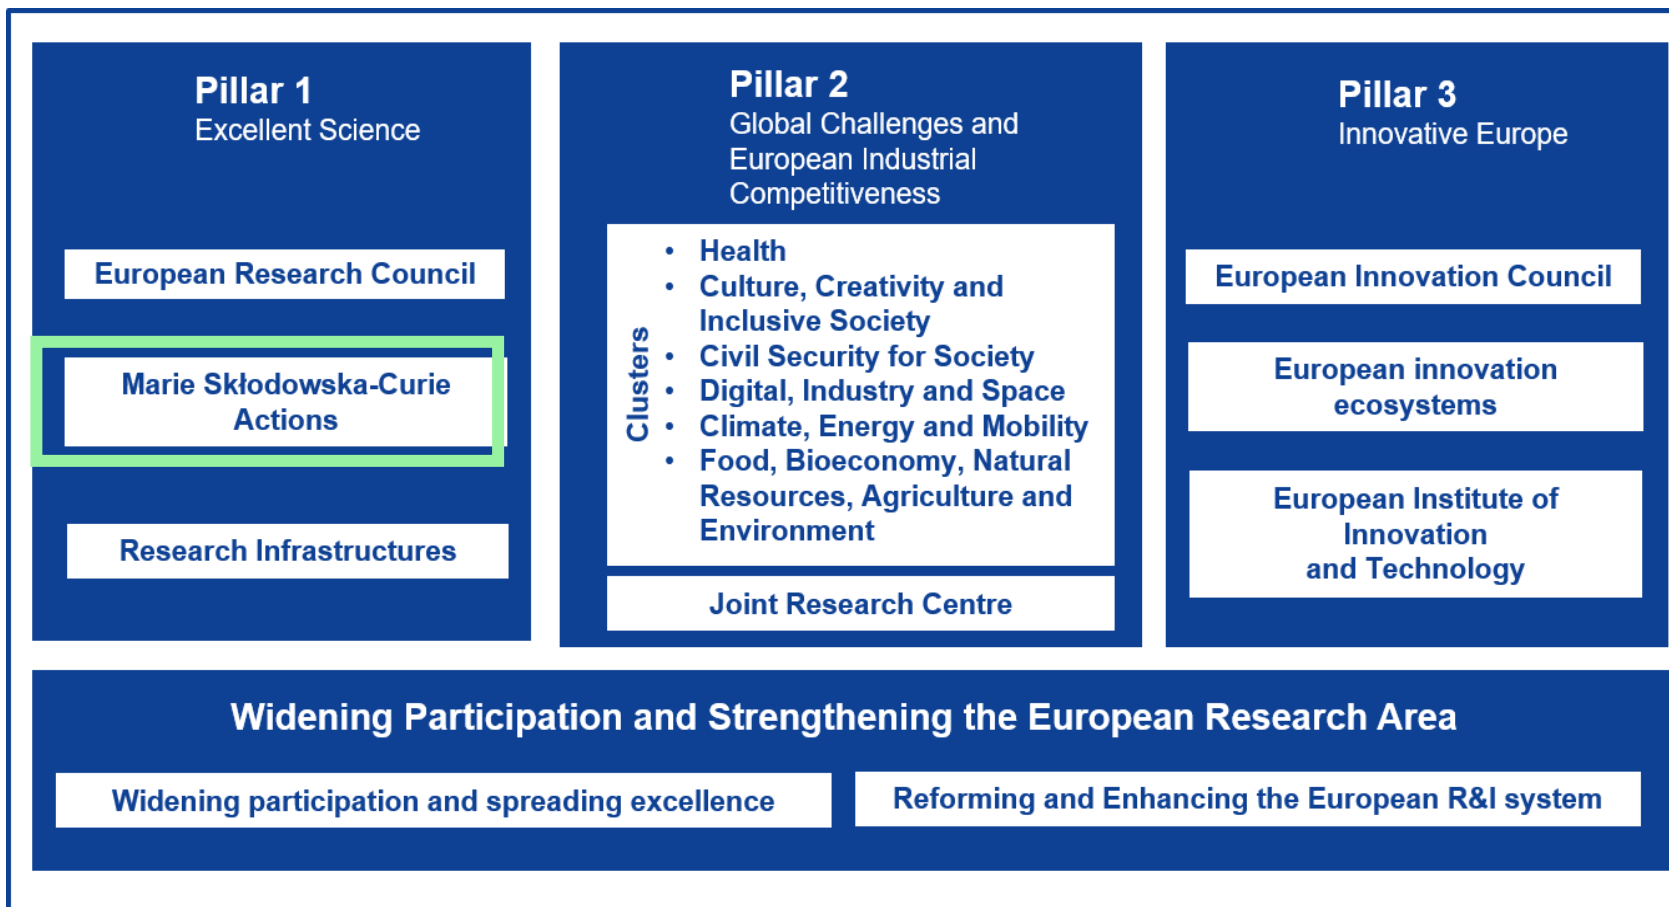 Pillar 1
Excellent Science
European Research Council
Marie Skłodowska-Curie
Actions
Research Infrastructures
Pillar 2
Global Challenges and
European Industrial
Competitiveness
Clusters
• Health
• Culture, Creativity and
Inclusive Society
• Civil Security for Society
• Digital, Industry and Space
• Climate, Energy and Mobility
• Food, Bioeconomy, Natural
Resources, Agriculture and
Environment
Joint Research Centre
Pillar 3
Innovative Europe
European Innovation Council
European innovation
ecosystems
European Institute of
Innovation
and Technology
Widening Participation and Strengthening the European Research Area
Widening participation and spreading excellence
Reforming and Enhancing the European R&I system